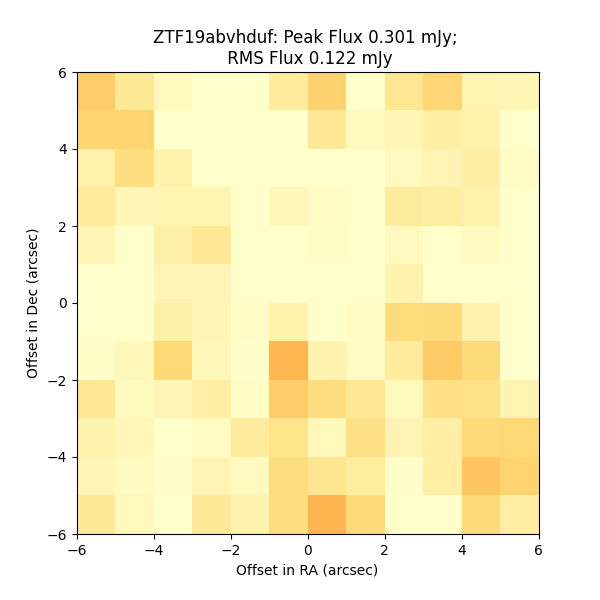 ZTF19abvhduf: Peak Flux 0.301 mJy;
RMS Flux 0.122 mJy
6
4
2
0
−2
−4
−6
Offset in Dec (arcsec)
−6 −4 −2 0 2 4 6
Offset in RA (arcsec)